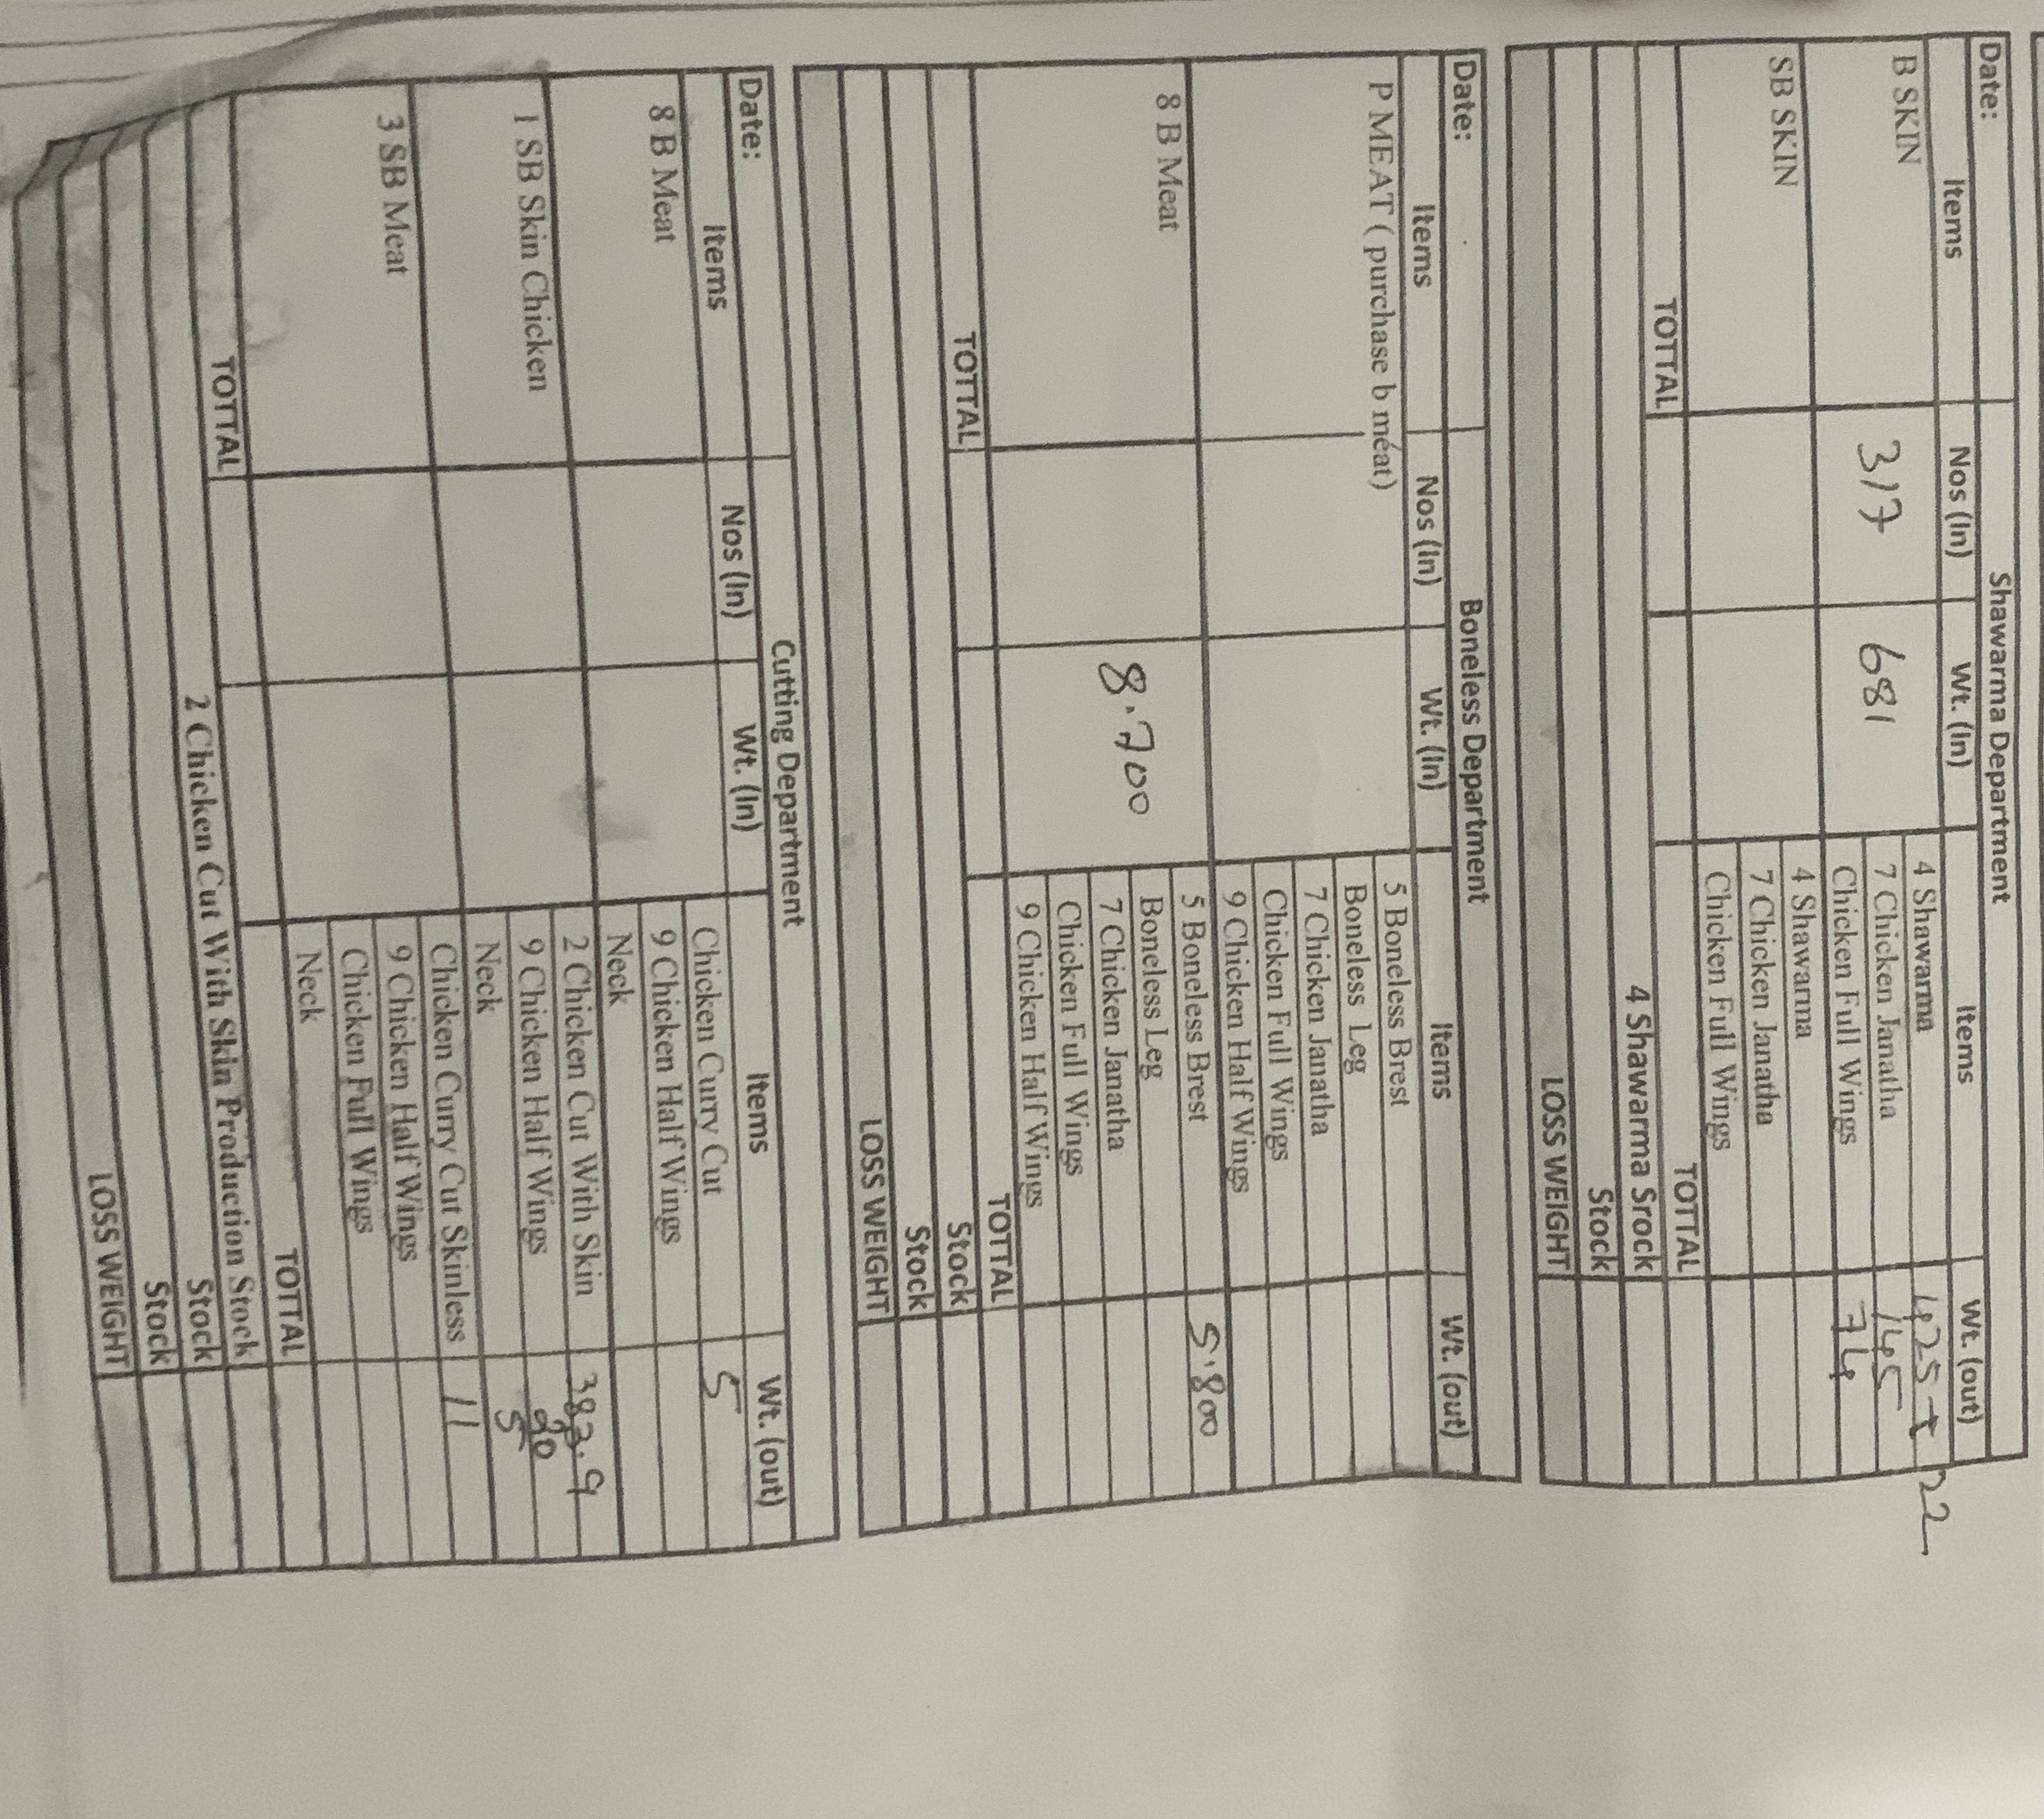 Date: Shawarma Department
Items Nos (In) Wt. (In) Items Wt. (out)
B SKIN 317 681 4 Shawarma 425+22
7 Chicken Janatha 145
Chicken Full Wings 74
SB SKIN 4 Shawarma
7 Chicken Janatha
Chicken Full Wings
TOTTAL TOTTAL
4 Shawarma Srock
Stock
LOSS WEIGHT
Date: Boneless Department
Items Nos (In) Wt. (In) Items Wt. (out)
P MEAT ( purchase b meat) 5 Boneless Brest
Boneless Leg
7 Chicken Janatha
Chicken Full Wings
9 Chicken Half Wings
8 B Meat 8.700 5 Boneless Brest 5.800
Boneless Leg
7 Chicken Janatha
Chicken Full Wings
9 Chicken Half Wings
TOTTAL TOTTAL
Stock
Stock
LOSS WEIGHT
Date: Cutting Department
Items Nos (In) Wt. (In) Items Wt. (out)
8 B Meat Chicken Curry Cut 5
9 Chicken Half Wings
Neck
1 SB Skin Chicken 2 Chicken Cut With Skin 383.9
9 Chicken Half Wings
Neck 5
3 SB Meat Chicken Curry Cut Skinless 11
9 Chicken Half Wings
Chicken Full Wings
Neck
TOTTAL TOTTAL
2 Chicken Cut With Skin Production Stock
Stock
Stock
LOSS WEIGHT